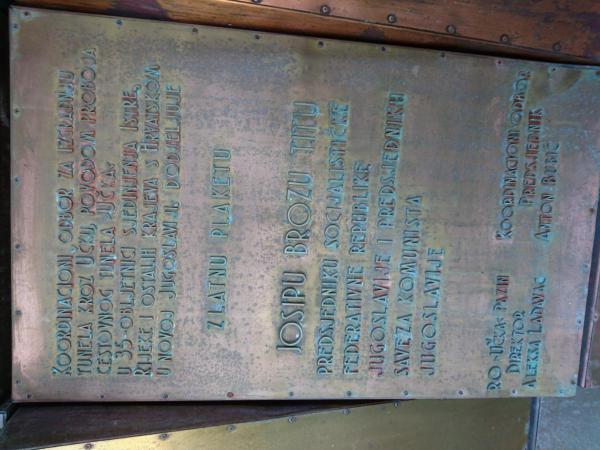 KOORDINACIONI ODBOR ZA IZGRADNJU
TUNELA KROZ UČKU, POVODOM PROBOJA
CESTOVNOG TUNELA „UČKA„
U 35-OBLJETNICI SJEDINJENJA ISTRE,
RIJEKE I OSTALIH KRAJEVA S HRVATSKOM
U NOVOJ JUGOSLAVIJI, DODJELJUJE
ZLATNU PLAKETU
JOSIPU BROZU TITU
PREDSJEDNIKU SOCIJALISTIČKE
FEDERATIVNE REPUBLIKE
JUGOSLAVIJE I PREDSJEDNIKU
SAVEZA KOMUNISTA
JUGOSLAVIJE
RO „UČKA„ PAZIN
DIREKTOR
ALEKSA LADAVAC
KOORDINACIONI ODBOR
PREDSJEDNIK
ANTON BUBIĆ